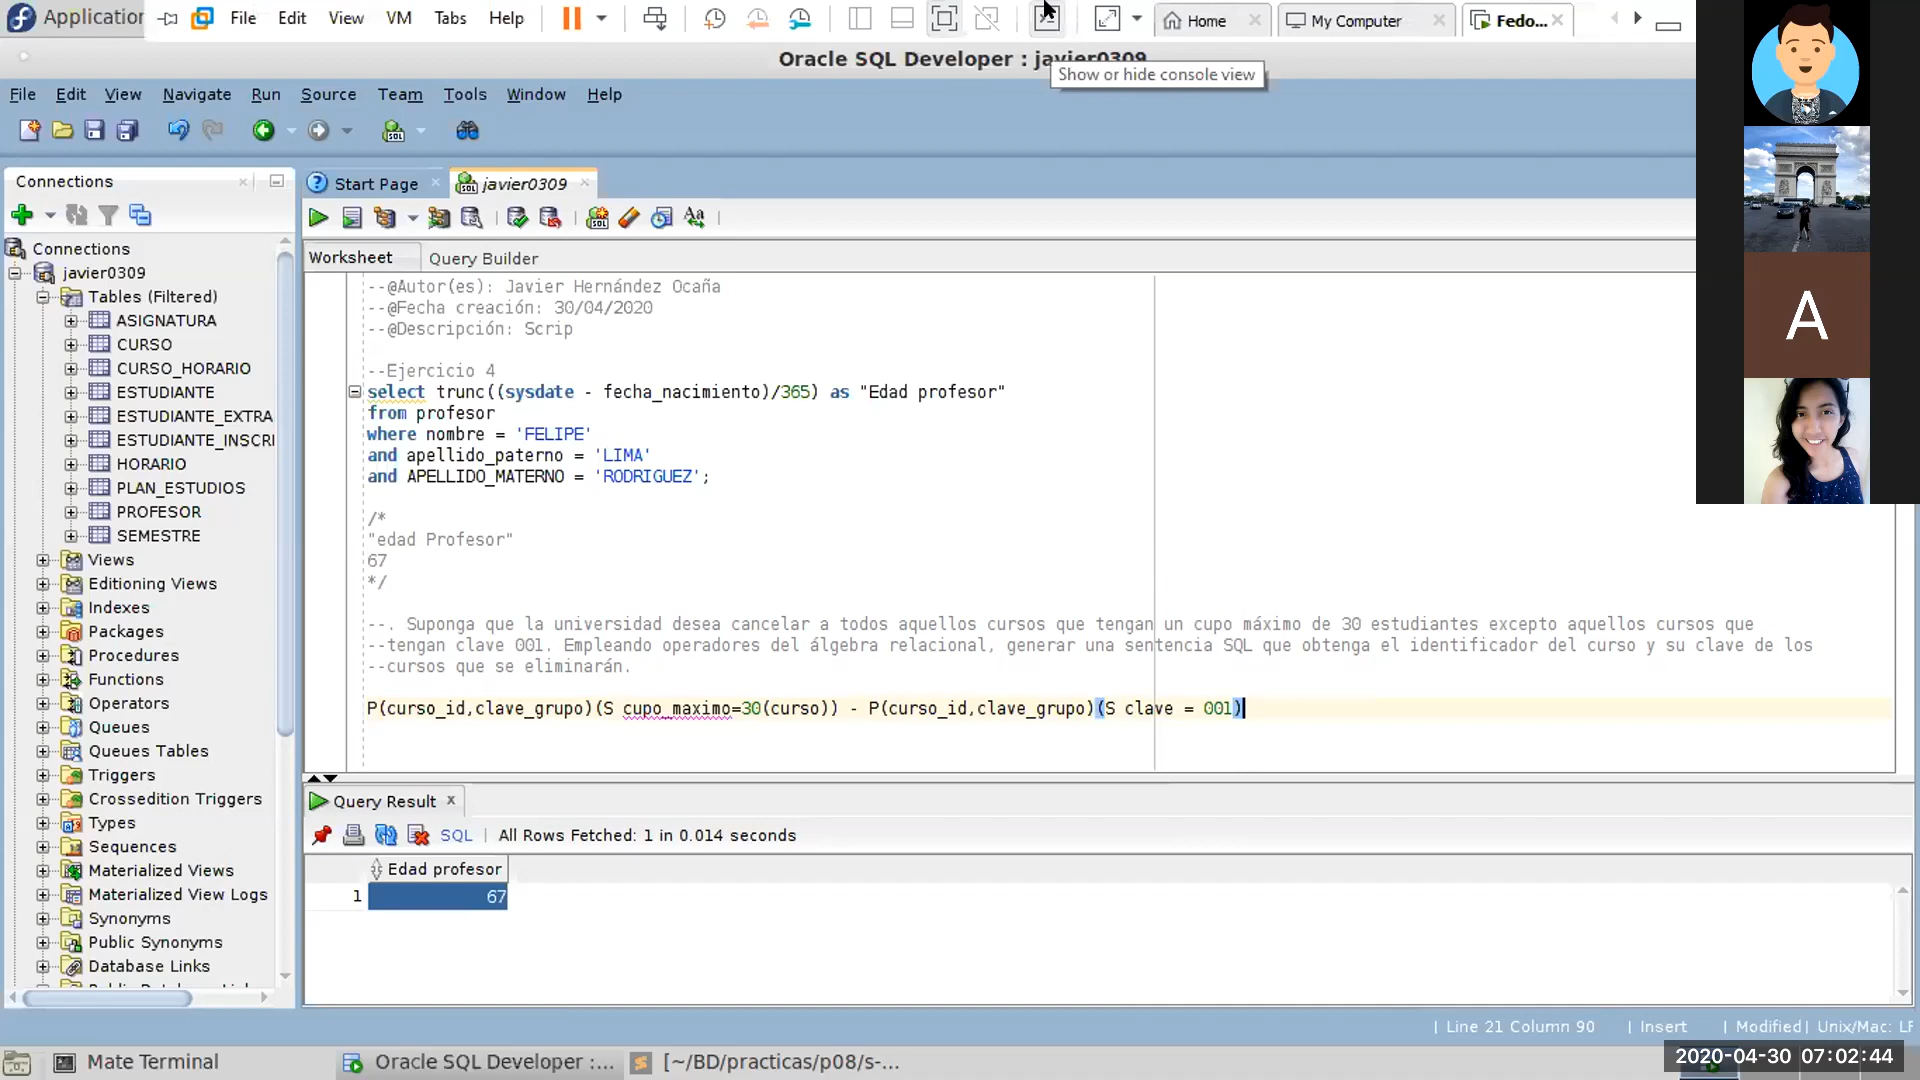 Application
File Edit View VM Tabs Help
Home
My Computer
Fedo...
Oracle SQL Developer : javier0309
Show or hide console view
File Edit View Navigate Run Source Team Tools Window Help
Connections
Start Page
javier0309
Worksheet
Query Builder
Connections
javier0309
Tables (Filtered)
ASIGNATURA
CURSO
CURSO_HORARIO
ESTUDIANTE
ESTUDIANTE_EXTRA
ESTUDIANTE_INSCRI
HORARIO
PLAN_ESTUDIOS
PROFESOR
SEMESTRE
Views
Editioning Views
Indexes
Packages
Procedures
Functions
Operators
Queues
Queues Tables
Triggers
Crossedition Triggers
Types
Sequences
Materialized Views
Materialized View Logs
Synonyms
Public Synonyms
Database Links
--@Autor(es): Javier Hernández Ocaña
--@Fecha creación: 30/04/2020
--@Descripción: Scrip
--Ejercicio 4
select trunc((sysdate - fecha_nacimiento)/365) as "Edad profesor"
from profesor
where nombre = 'FELIPE'
and apellido_paterno = 'LIMA'
and APELLIDO_MATERNO = 'RODRIGUEZ';
/*
"edad Profesor"
67
*/
--. Suponga que la universidad desea cancelar a todos aquellos cursos que tengan un cupo máximo de 30 estudiantes excepto aquellos cursos que
--tengan clave 001. Empleando operadores del álgebra relacional, generar una sentencia SQL que obtenga el identificador del curso y su clave de los
--cursos que se eliminarán.
P(curso_id,clave_grupo)(S cupo_maximo=30(curso)) - P(curso_id,clave_grupo)(S clave = 001)
Query Result
SQL | All Rows Fetched: 1 in 0.014 seconds
Edad profesor
1 67
A
| Line 21 Column 90 | Insert | Modified | Unix/Mac: LF
Mate Terminal
Oracle SQL Developer :...
[~/BD/practicas/p08/s-...
2020-04-30 07:02:44